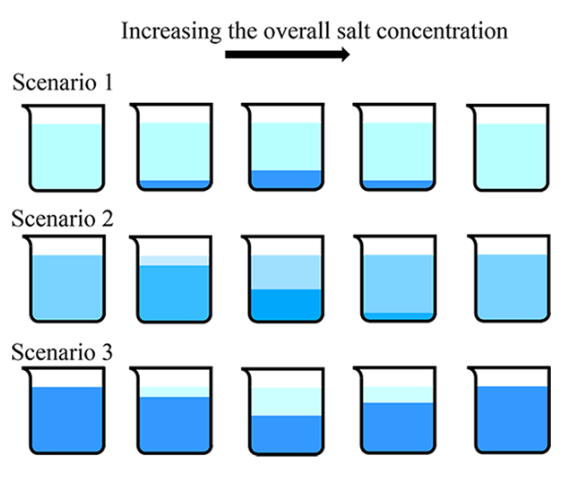 Increasing the overall salt concentration
Scenario 1
Scenario 2
Scenario 3